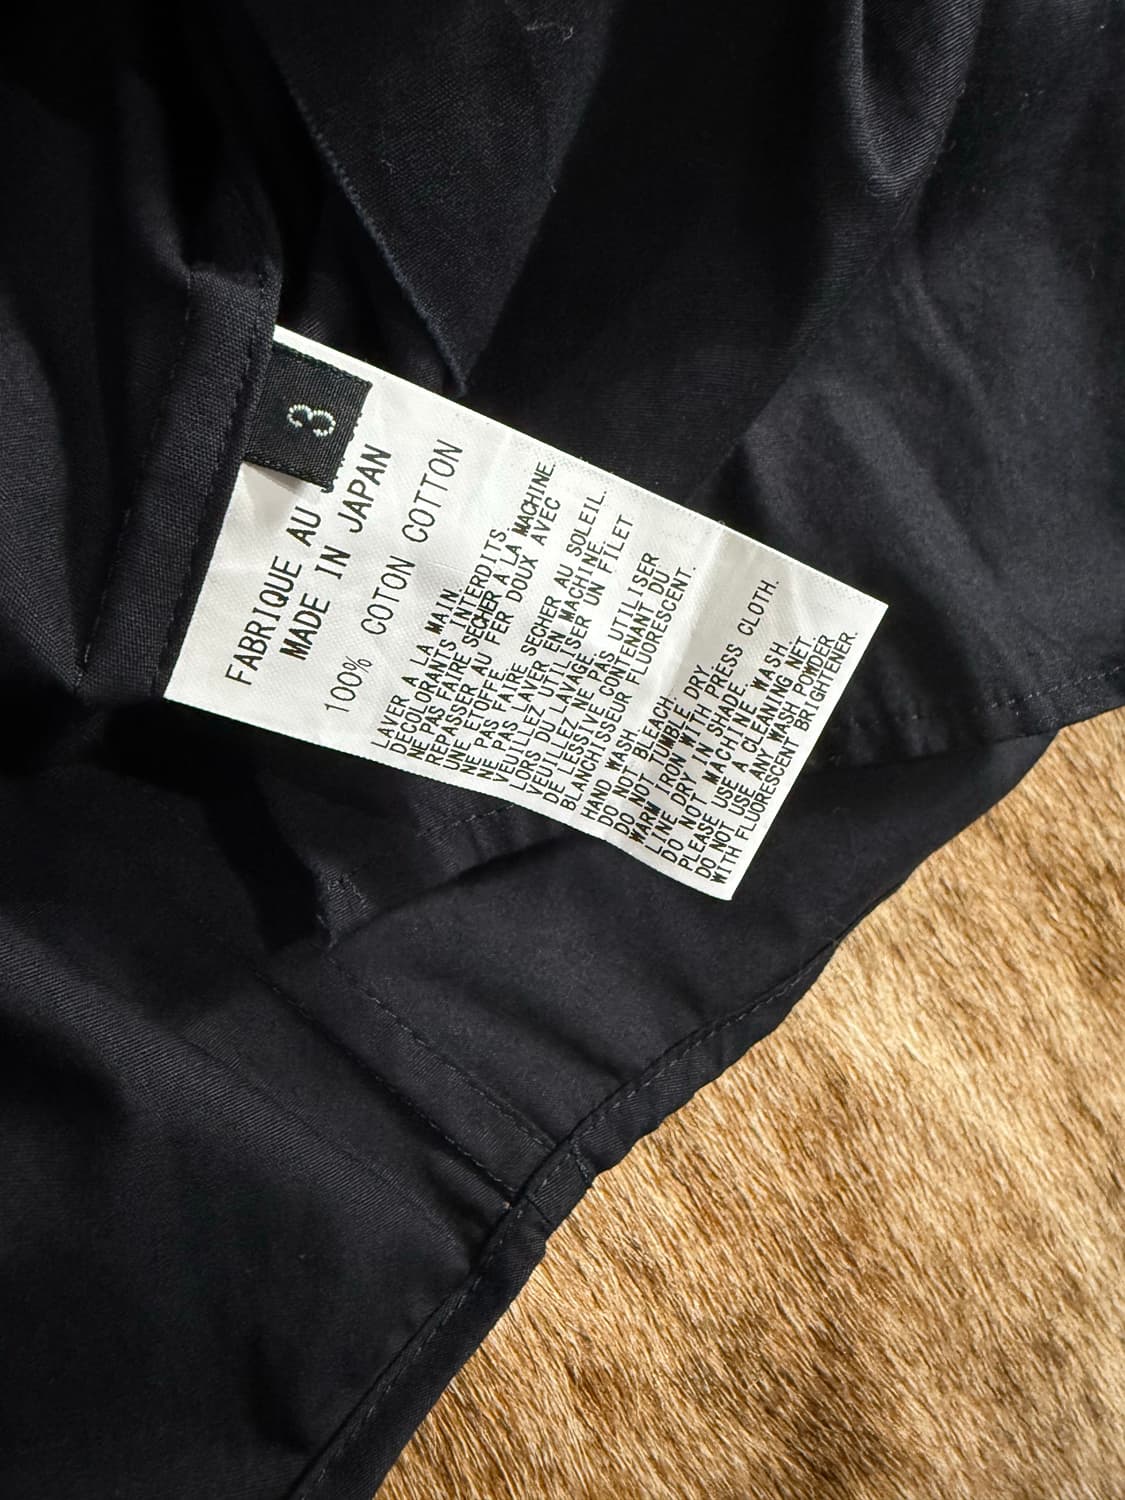 3
FABRIQUE AU
MADE IN JAPAN
100% COTON COTTON
LAVER A LA MAIN.
DECOLORANTS INTERDITS.
NE PAS FAIRE SECHER A LA MACHINE.
REPASSER AU FER DOUX AVEC
UNE ETOFFE.
NE PAS FAIRE SECHER AU SOLEIL.
NE PAS LAVER EN MACHINE.
LORS DU LAVAGE
VEUILLEZ UTILISER UN FILET
VEUILLEZ NE PAS UTILISER
DE LESSIVE CONTENANT DU
BLANCHISSEUR FLUORESCENT.
HAND WASH.
DO NOT BLEACH.
DO NOT TUMBLE DRY.
WARM IRON WITH PRESS CLOTH.
LINE DRY IN SHADE.
DO NOT MACHINE WASH.
PLEASE USE A CLEANING NET.
DO NOT USE ANY WASH POWDER
WITH FLUORESCENT BRIGHTENER.